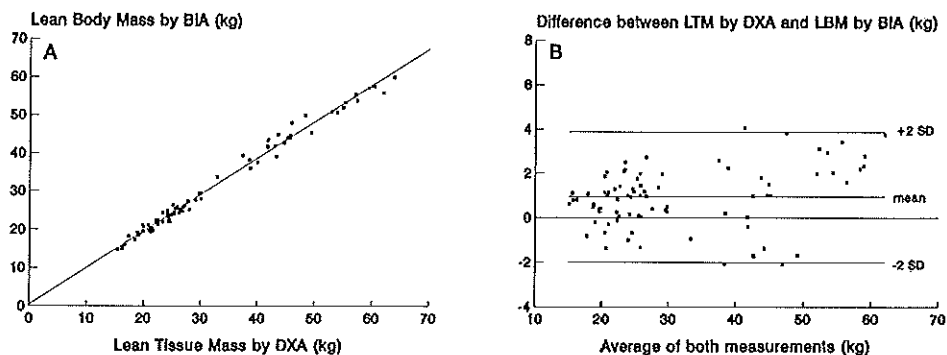 Lean Body Mass by BIA (kg)
A
70
60
50
40
30
20
10
0
0 10 20 30 40 50 60 70
Lean Tissue Mass by DXA (kg)
Difference between LTM by DXA and LBM by BIA (kg)
B
8
6
4
2
0
-2
-4
+2 SD
mean
-2 SD
10 20 30 40 50 60 70
Average of both measurements (kg)